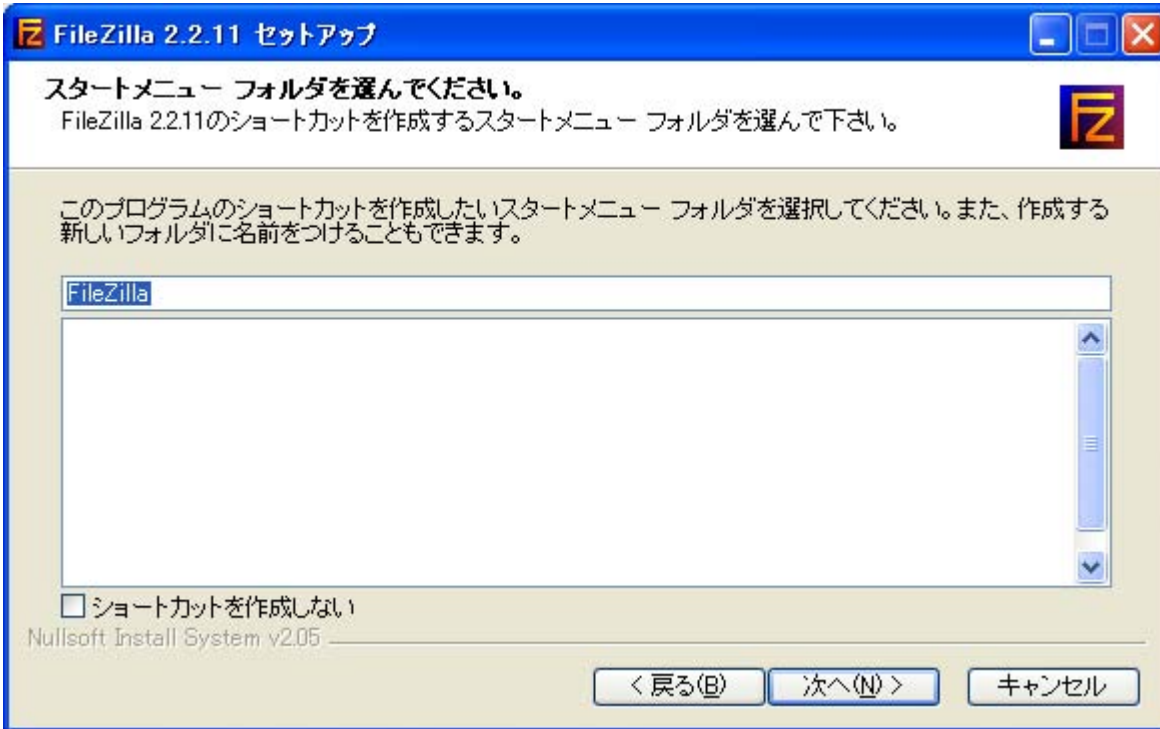 FileZilla 2.2.11 セットアップ
スタートメニュー フォルダを選んでください。
FileZilla 2.2.11のショートカットを作成するスタートメニュー フォルダを選んで下さい。
このプログラムのショートカットを作成したいスタートメニュー フォルダを選択してください。また、作成する
新しいフォルダに名前をつけることもできます。
FileZilla
ショートカットを作成しない
Nullsoft Install System v2.05
< 戻る(B) 次へ(N) > キャンセル